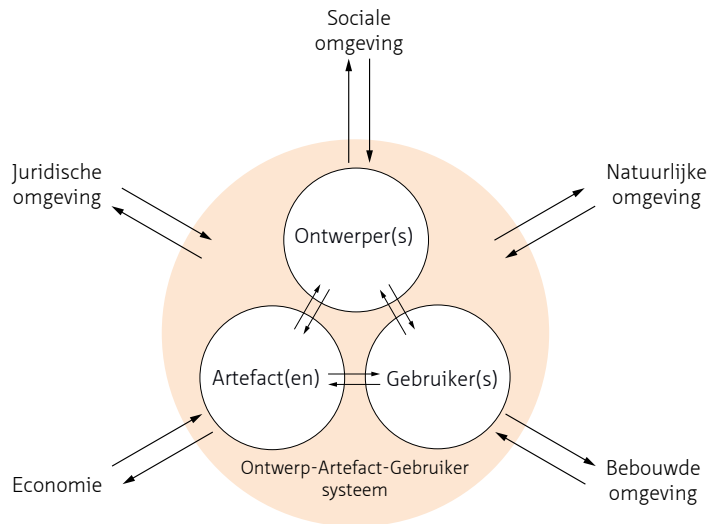 Sociale
omgeving
Juridische
omgeving
Natuurlijke
omgeving
Ontwerper(s)
Artefact(en)
Gebruiker(s)
Ontwerp-Artefact-Gebruiker
systeem
Economie
Bebouwde
omgeving